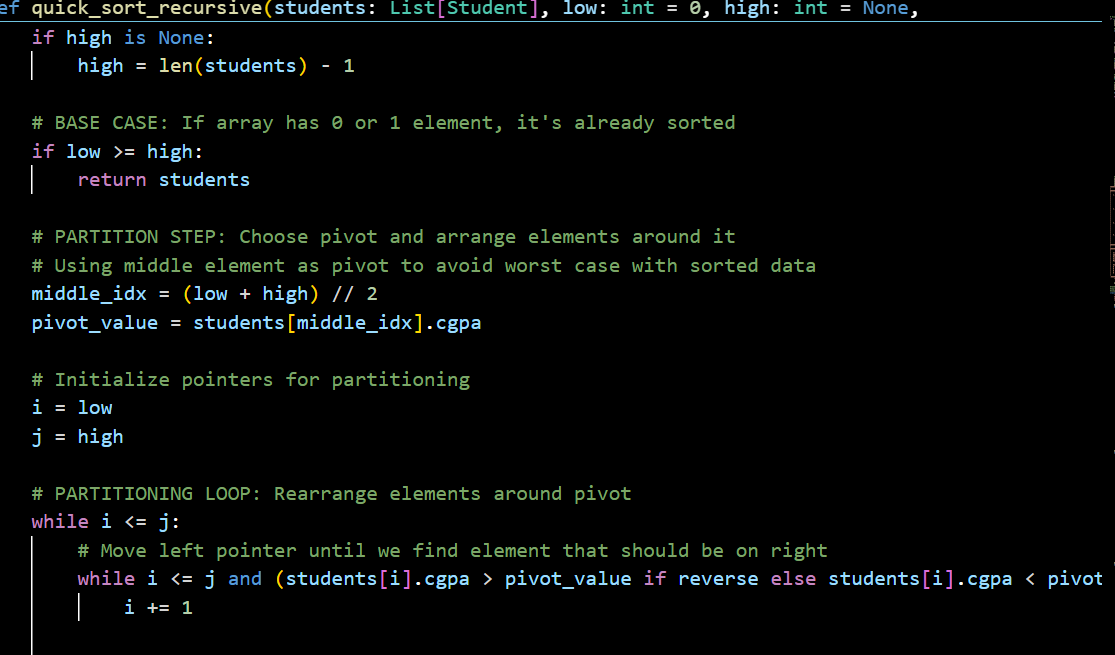 ef quick_sort_recursive(students: List[Student], low: int = 0, high: int = None,
if high is None:
high = len(students) - 1
# BASE CASE: If array has 0 or 1 element, it's already sorted
if low >= high:
return students
# PARTITION STEP: Choose pivot and arrange elements around it
# Using middle element as pivot to avoid worst case with sorted data
middle_idx = (low + high) // 2
pivot_value = students[middle_idx].cgpa
# Initialize pointers for partitioning
i = low
j = high
# PARTITIONING LOOP: Rearrange elements around pivot
while i <= j:
# Move left pointer until we find element that should be on right
while i <= j and (students[i].cgpa > pivot_value if reverse else students[i].cgpa < pivot
i += 1